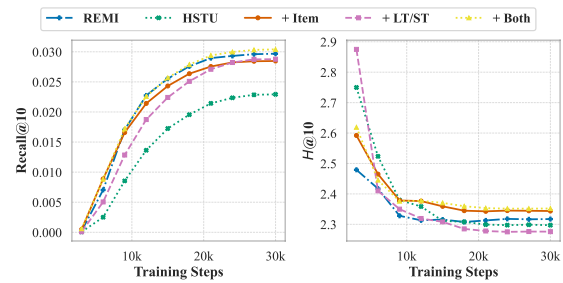 REMI HSTU + Item + LT/ST + Both
Recall@10
0.030
0.025
0.020
0.015
0.010
0.005
0.000
10k 20k 30k
Training Steps
H@10
2.9
2.8
2.7
2.6
2.5
2.4
2.3
10k 20k 30k
Training Steps